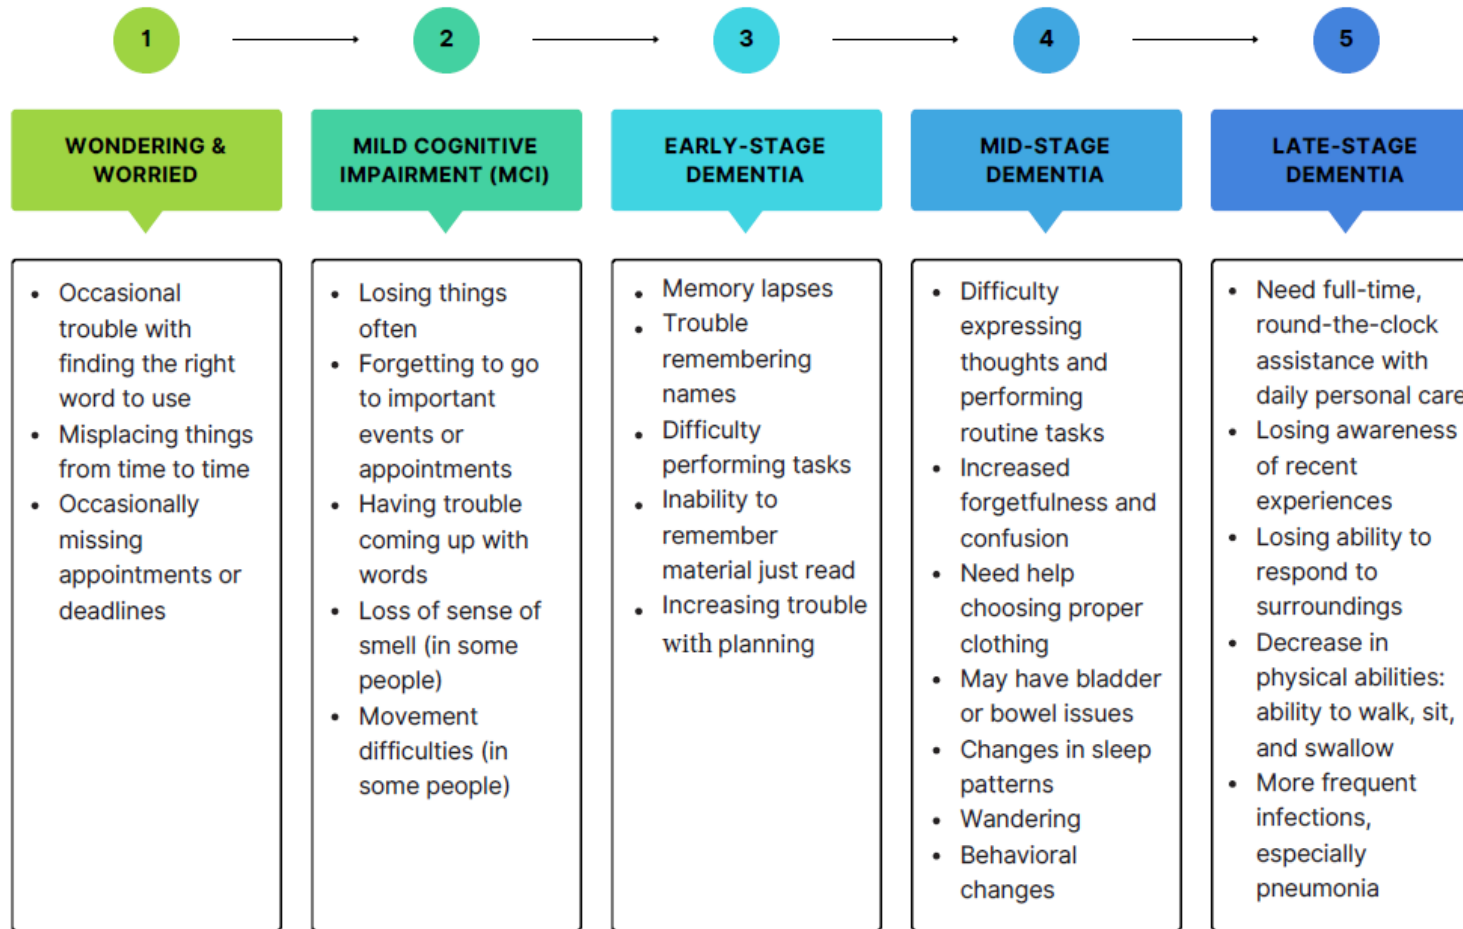 1
2
3
4
5
WONDERING &
WORRIED
• Occasional
trouble with
finding the right
word to use
• Misplacing things
from time to time
• Occasionally
missing
appointments or
deadlines
MILD COGNITIVE
IMPAIRMENT (MCI)
• Losing things
often
• Forgetting to go
to important
events or
appointments
• Having trouble
coming up with
words
• Loss of sense of
smell (in some
people)
• Movement
difficulties (in
some people)
EARLY-STAGE
DEMENTIA
• Memory lapses
• Trouble
remembering
names
• Difficulty
performing tasks
• Inability to
remember
material just read
• Increasing trouble
with planning
MID-STAGE
DEMENTIA
• Difficulty
expressing
thoughts and
performing
routine tasks
• Increased
forgetfulness and
confusion
• Need help
choosing proper
clothing
• May have bladder
or bowel issues
• Changes in sleep
patterns
• Wandering
• Behavioral
changes
LATE-STAGE
DEMENTIA
• Need full-time,
round-the-clock
assistance with
daily personal care
• Losing awareness
of recent
experiences
• Losing ability to
respond to
surroundings
• Decrease in
physical abilities:
ability to walk, sit,
and swallow
• More frequent
infections,
especially
pneumonia